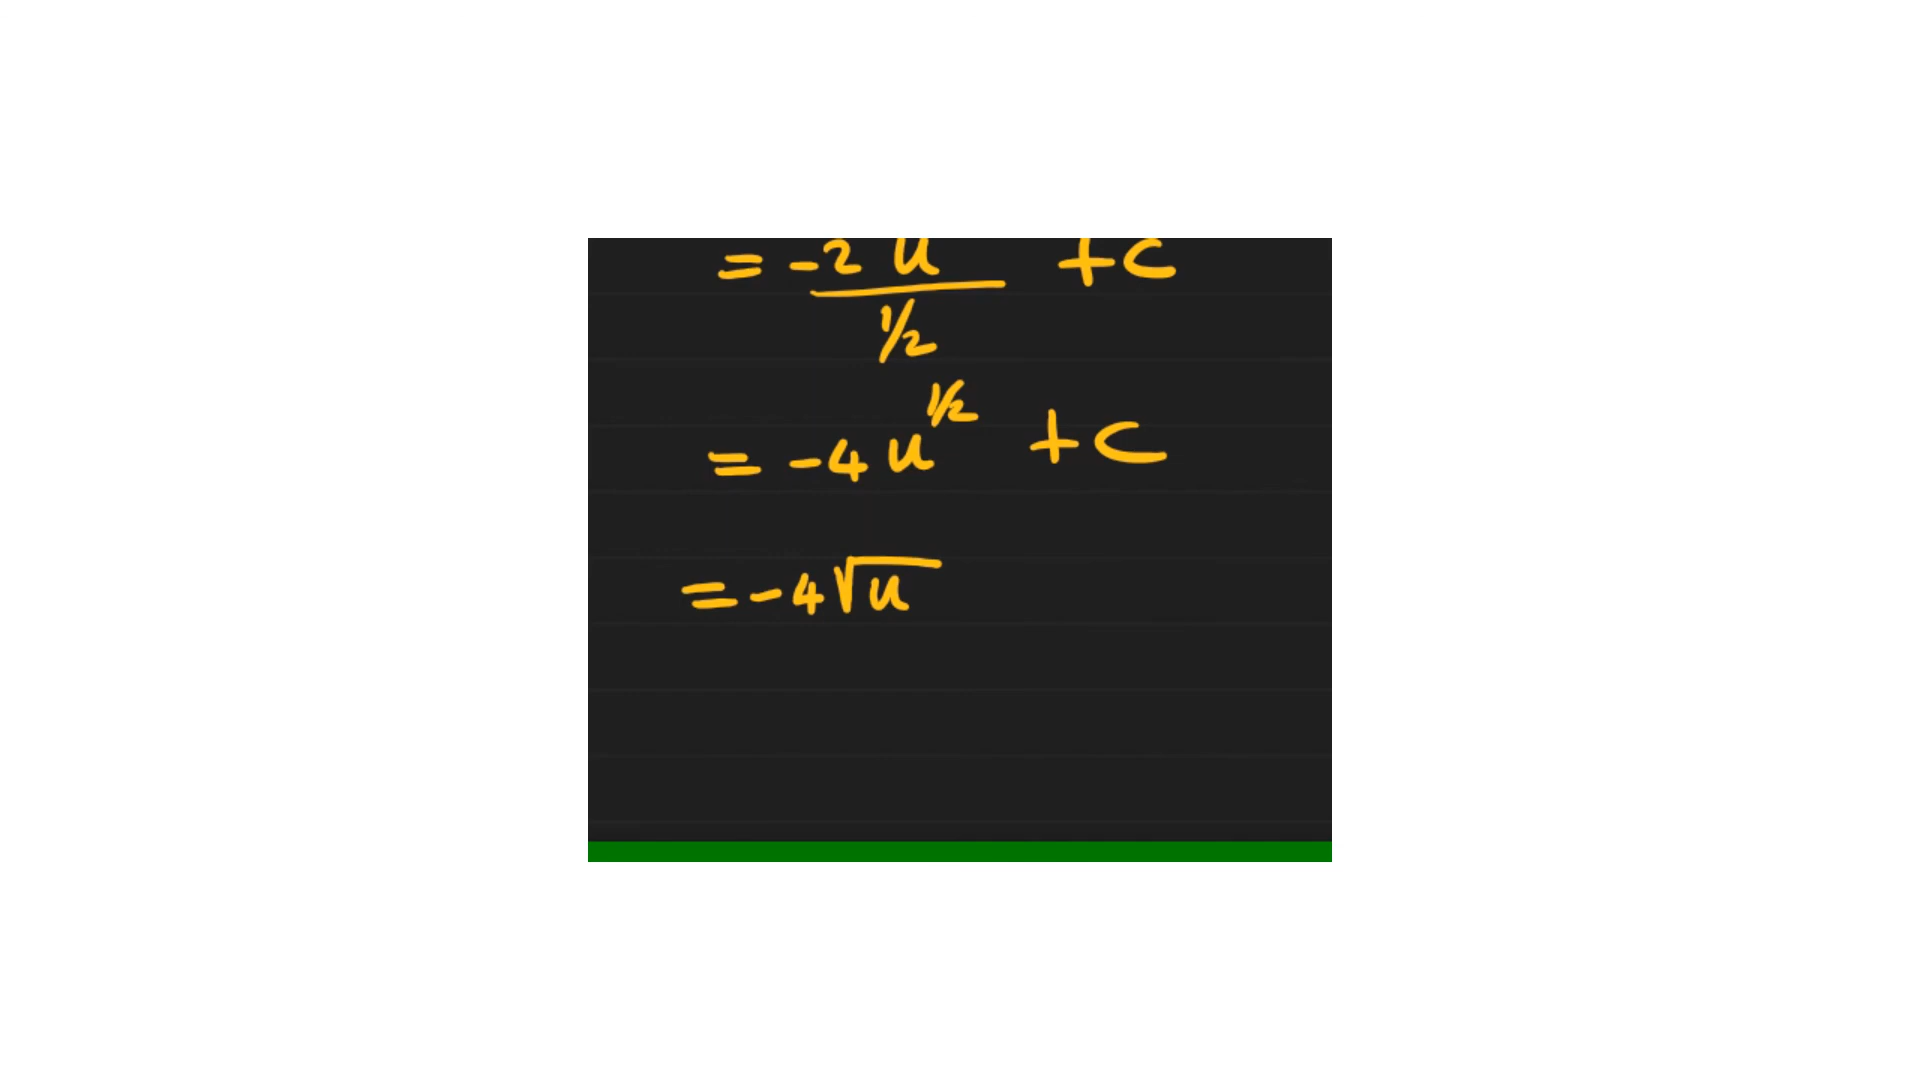 = -2 u + C
1/2
= -4 u^1/2 + C
= -4 √u